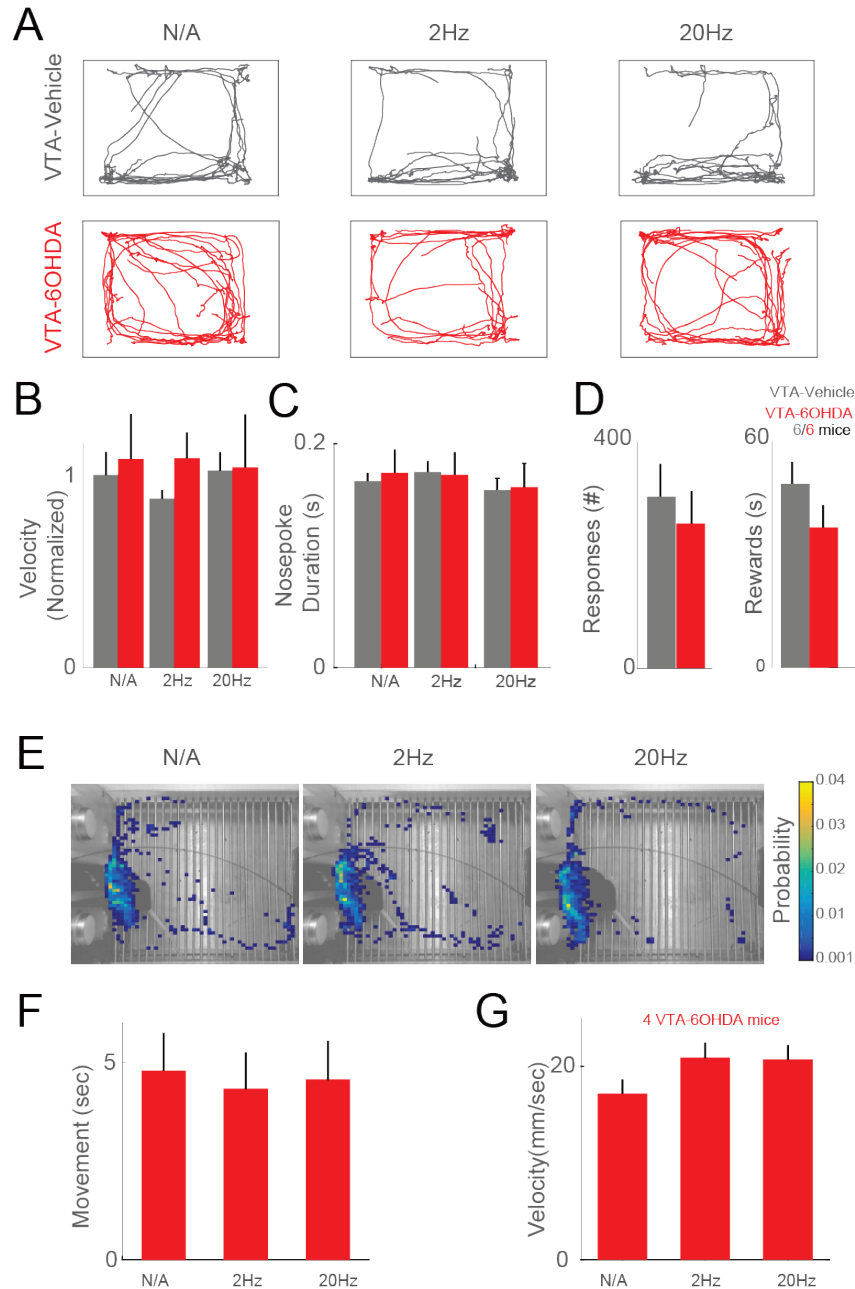 A
N/A
2Hz
20Hz
VTA-Vehicle
VTA-6OHDA
B
Velocity
(Normalized)
1
0
N/A
2Hz
20Hz
C
Nosepoke
Duration (s)
0.2
0
N/A
2Hz
20Hz
D
VTA-Vehicle
VTA-6OHDA
6/6 mice
Responses (#)
400
0
Rewards (s)
60
0
E
N/A
2Hz
20Hz
Probability
0.04
0.03
0.02
0.01
0.001
F
Movement (sec)
5
0
N/A
2Hz
20Hz
G
4 VTA-6OHDA mice
Velocity(mm/sec)
20
0
N/A
2Hz
20Hz